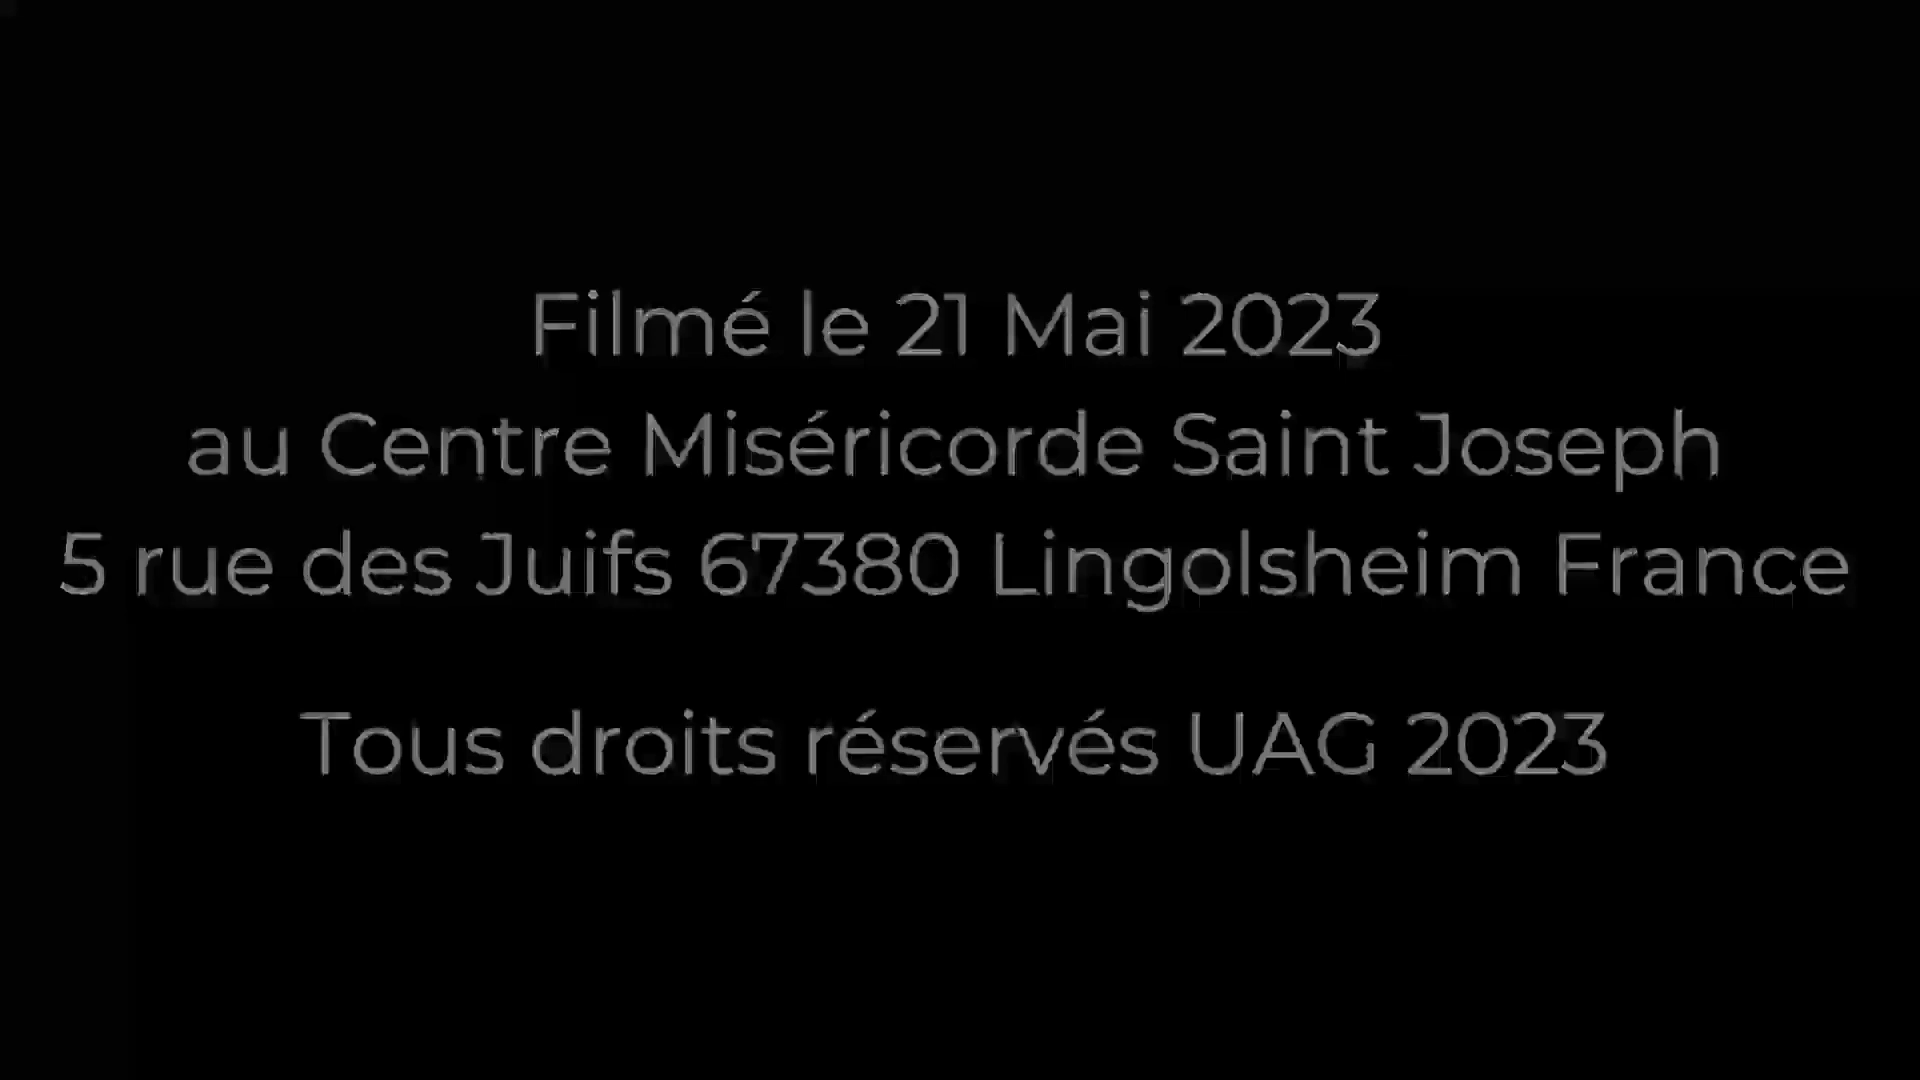 Filmé le 21 Mai 2023
au Centre Miséricorde Saint Joseph
5 rue des Juifs 67380 Lingolsheim France
Tous droits réservés UAG 2023